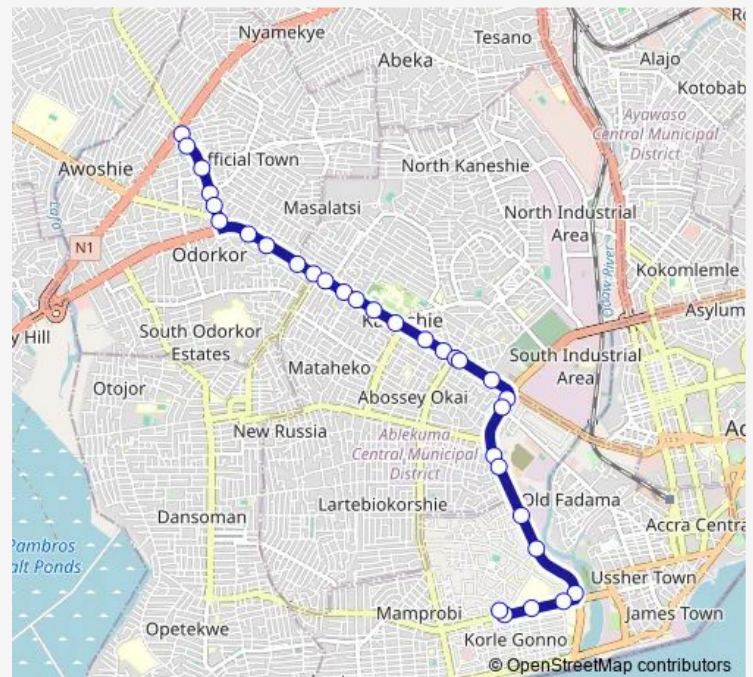 Nyamekye
Tesano
Abeka
Alajo
Kotobab
Ayawaso
Central Municipal
District
fficial Town
Awoshie
North Kaneshie
Masalatsi
North Industrial
Area
Odaw River
Lafo
N1
Odorkor
Kokomlemle
Asylum
y Hill
South Odorkor
Estates
South Industrial
Area
Mataheko
Otojor
Abossey Okai
New Russia
Ablekuma
Central Municipal
District
Old Fadama
Lartebiokorshie
Dansoman
Accra Centra
Pambros
alt Ponds
Ussher Town
Mamprobi
James Town
Opetekwe
Korle Gonno
© OpenStreetMap contributors